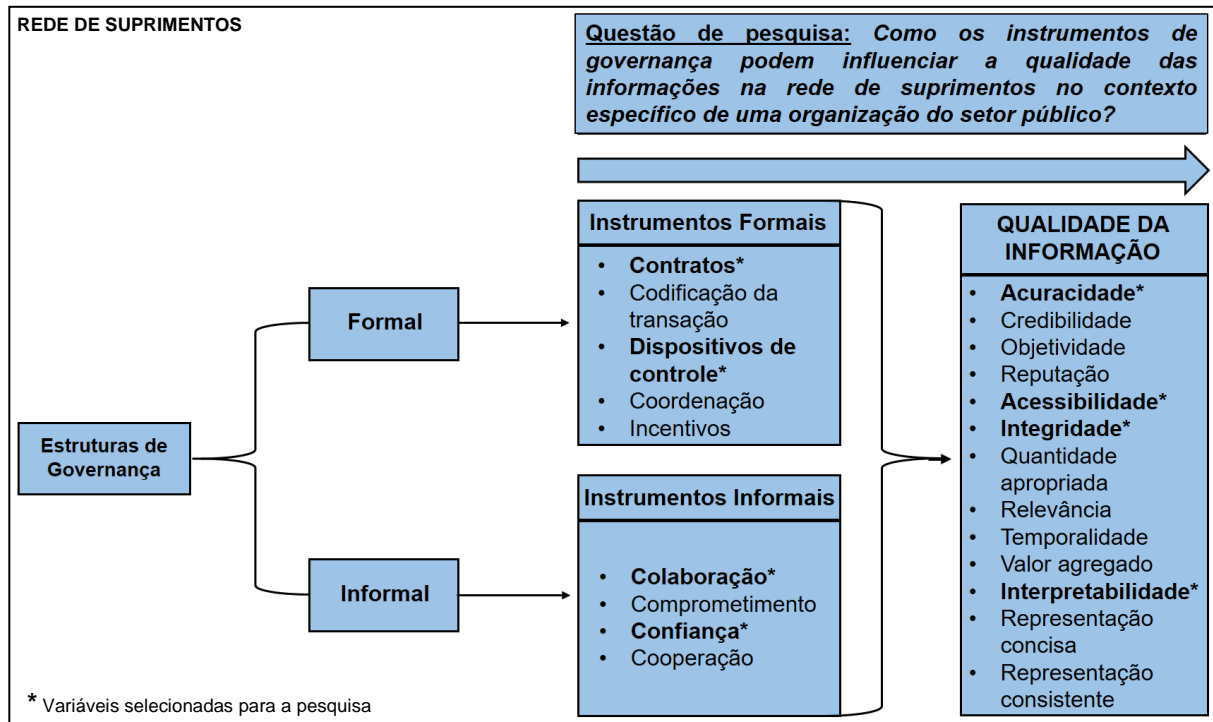 REDE DE SUPRIMENTOS
Questão de pesquisa: Como os instrumentos de
governança podem influenciar a qualidade das
informações na rede de suprimentos no contexto
específico de uma organização do setor público?
Estruturas de
Governança
Formal
Informal
Instrumentos Formais
• Contratos*
• Codificação da
transação
• Dispositivos de
controle*
• Coordenação
• Incentivos
Instrumentos Informais
• Colaboração*
• Comprometimento
• Confiança*
• Cooperação
QUALIDADE DA
INFORMAÇÃO
• Acuracidade*
• Credibilidade
• Objetividade
• Reputação
• Acessibilidade*
• Integridade*
• Quantidade
apropriada
• Relevância
• Temporalidade
• Valor agregado
• Interpretabilidade*
• Representação
concisa
• Representação
consistente
* Variáveis selecionadas para a pesquisa